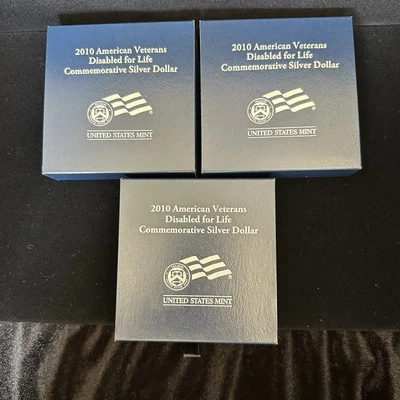 2010 American Veterans
Disabled for Life
Commemorative Silver Dollar
UNITED STATES MINT
2010 American Veterans
Disabled for Life
Commemorative Silver Dollar
UNITED STATES MINT
2010 American Veterans
Disabled for Life
Commemorative Silver Dollar
UNITED STATES MINT